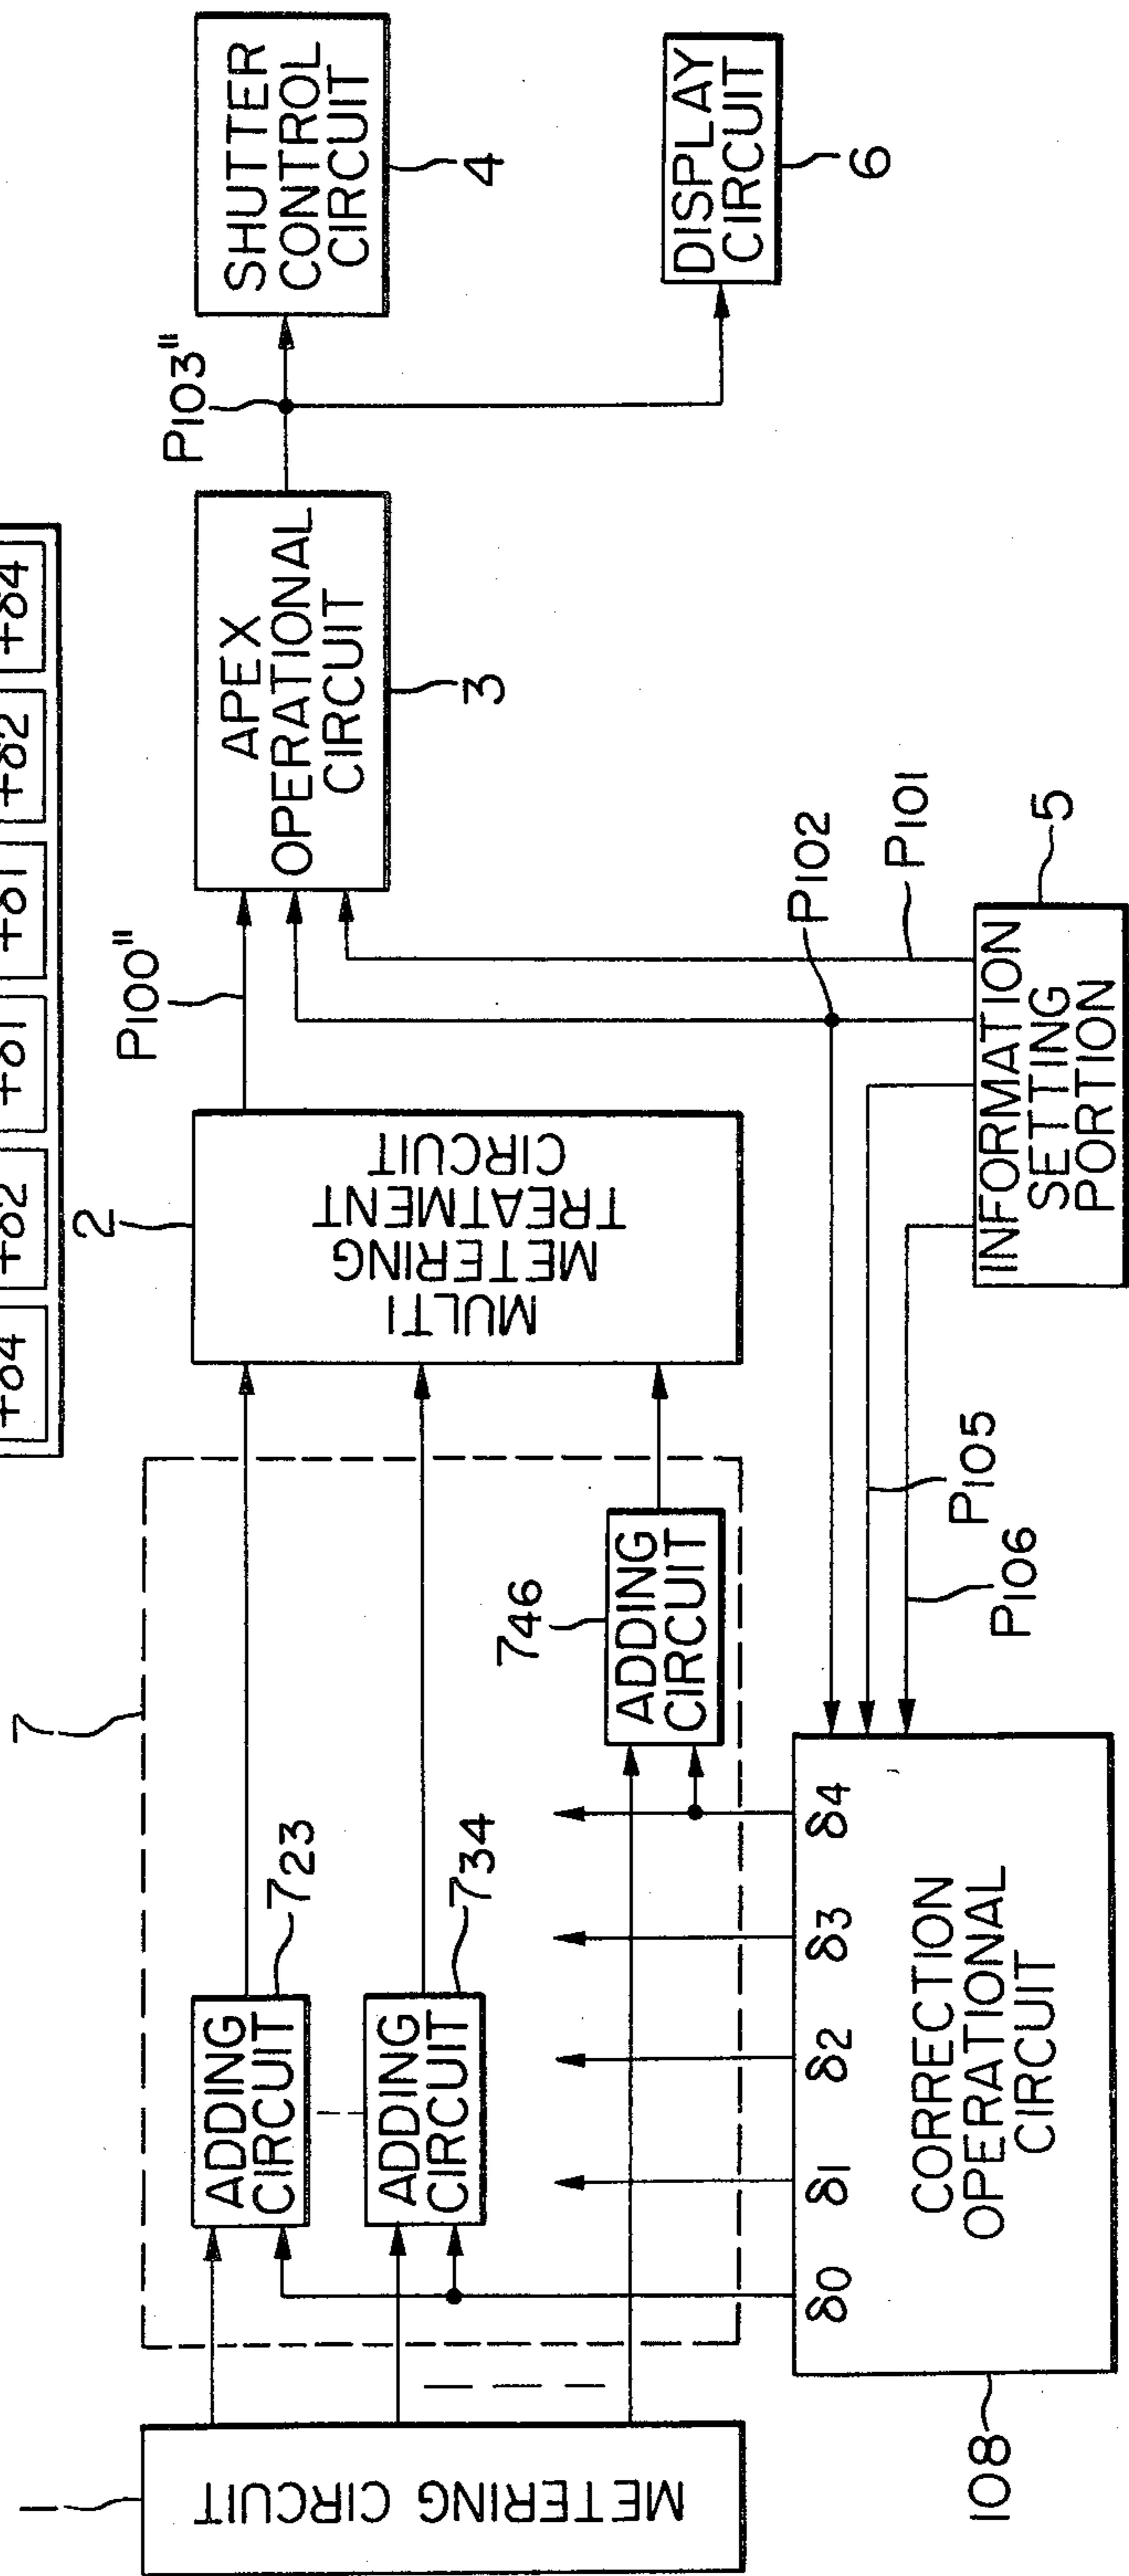 +δ4
+δ2
+δ1
+δ1
+δ2
+δ4
1
METERING CIRCUIT
7
ADDING
CIRCUIT
723
ADDING
CIRCUIT
734
746
ADDING
CIRCUIT
2
MULTI
METERING
TREATMENT
CIRCUIT
P100"
APEX
OPERATIONAL
CIRCUIT
3
P103"
SHUTTER
CONTROL
CIRCUIT
4
DISPLAY
CIRCUIT
6
δ0
δ1
δ2
δ3
δ4
CORRECTION
OPERATIONAL
CIRCUIT
108
P106
P105
P102
P101
INFORMATION
SETTING
PORTION
5